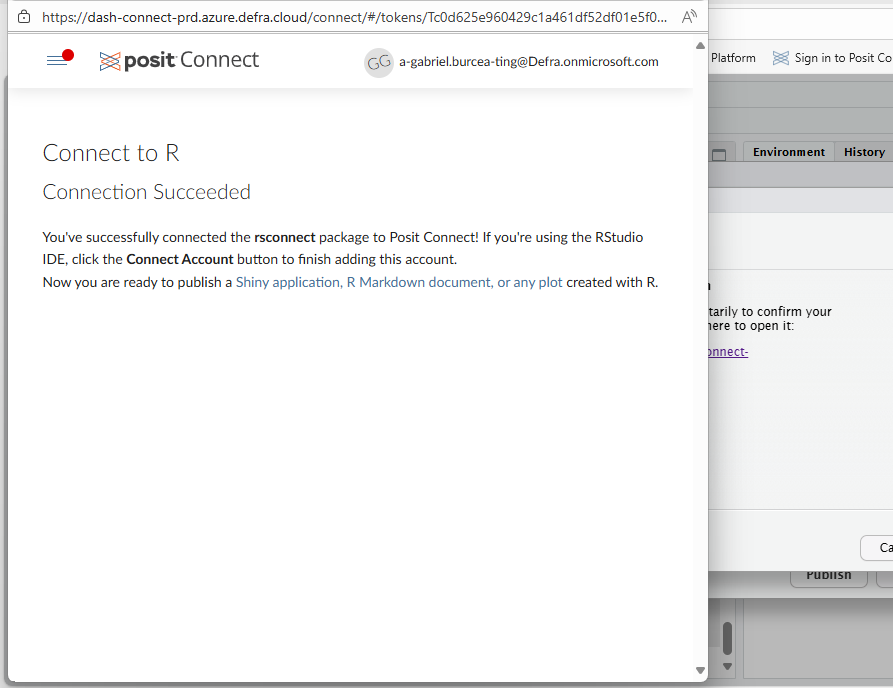 https://dash-connect-prd.azure.defra.cloud/connect/#/tokens/Tc0d625e960429c1a461df52df01e5f0...
posit Connect
GG
a-gabriel.burcea-ting@Defra.onmicrosoft.com
Platform
Sign in to Posit Co
Connect to R
Connection Succeeded
Environment
History
You've successfully connected the rsconnect package to Posit Connect! If you're using the RStudio
IDE, click the Connect Account button to finish adding this account.
Now you are ready to publish a Shiny application, R Markdown document, or any plot created with R.
tarily to confirm your
here to open it:
onnect-
Ca
Publish